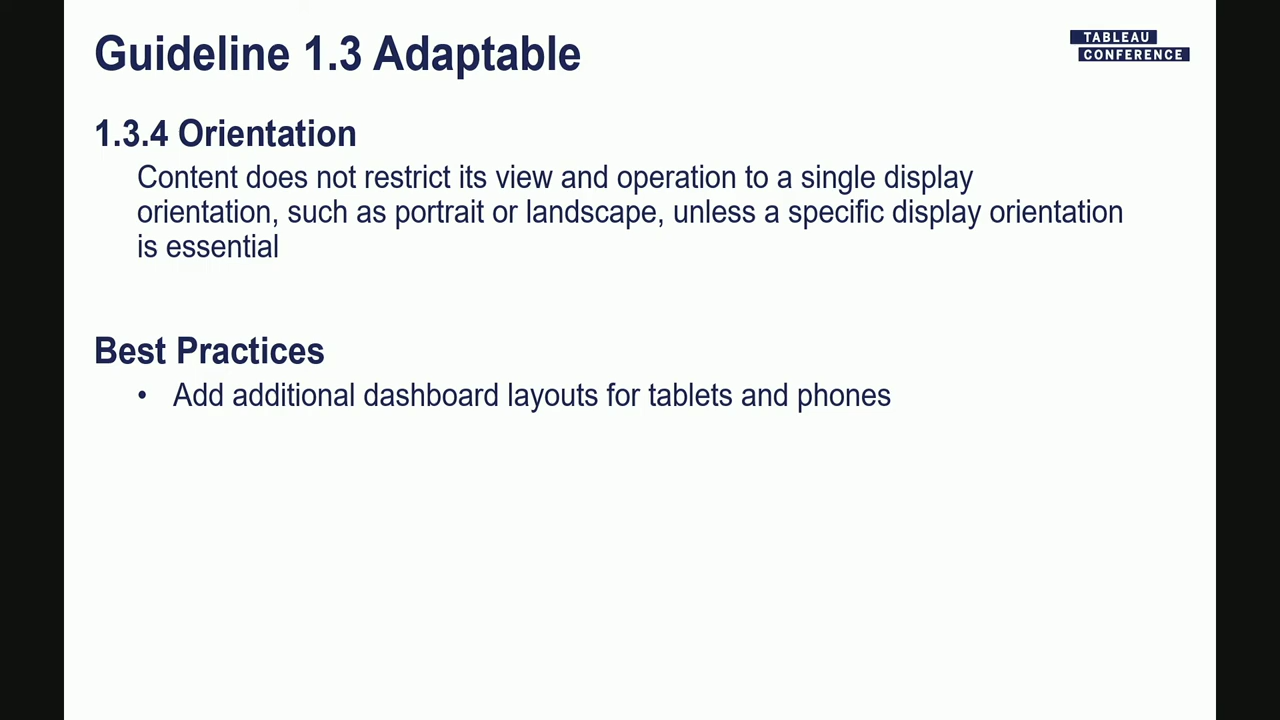 Guideline 1.3 Adaptable
TABLEAU
CONFERENCE
1.3.4 Orientation
Content does not restrict its view and operation to a single display
orientation, such as portrait or landscape, unless a specific display orientation
is essential
Best Practices
• Add additional dashboard layouts for tablets and phones